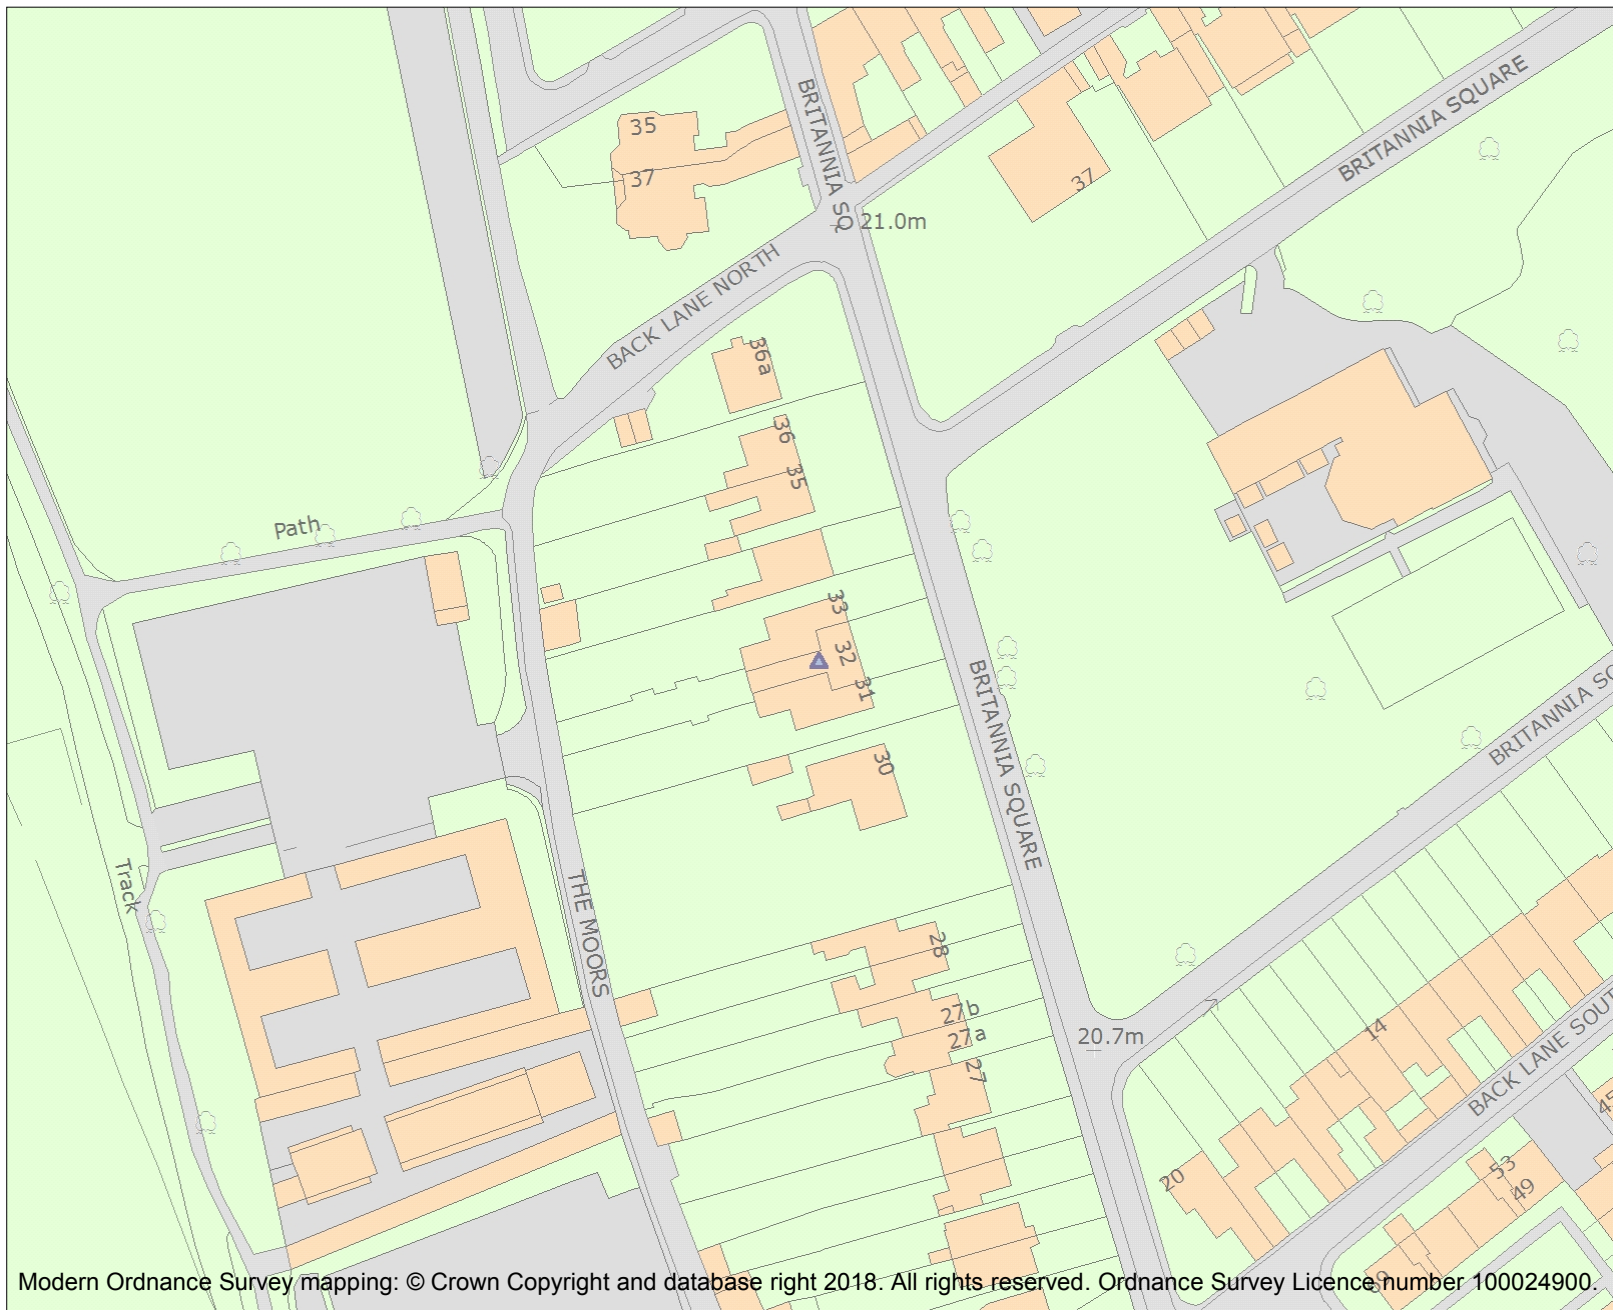 35
37
BRITANNIA SQ
21.0m
37
BRITANNIA SQUARE
BACK LANE NORTH
36a
36
35
Path
33
32
31
30
BRITANNIA SQUARE
BRITANNIA SQ
Track
THE MOORS
28
27b
27a
27
20.7m
14
BACK LANE SOUT
20
53
49
45
Modern Ordnance Survey mapping: © Crown Copyright and database right 2018. All rights reserved. Ordnance Survey Licence number 100024900.